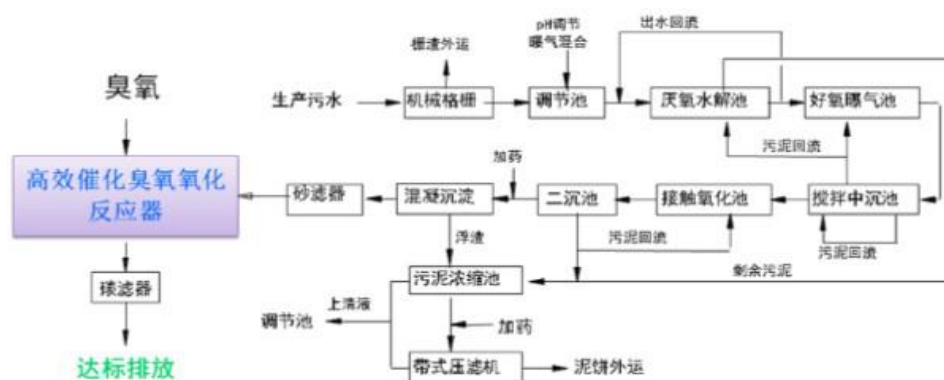 栅渣外运
pH调节
曝气混合
出水回流
臭氧
生产污水
机械格栅
调节池
厌氧水解池
好氧曝气池
污泥回流
加药
高效催化臭氧氧化
反应器
砂滤器
混凝沉淀
二沉池
接触氧化池
搅拌中沉池
浮渣
污泥回流
污泥回流
碳滤器
污泥浓缩池
剩余污泥
上清液
调节池
加药
达标排放
带式压滤机
泥饼外运